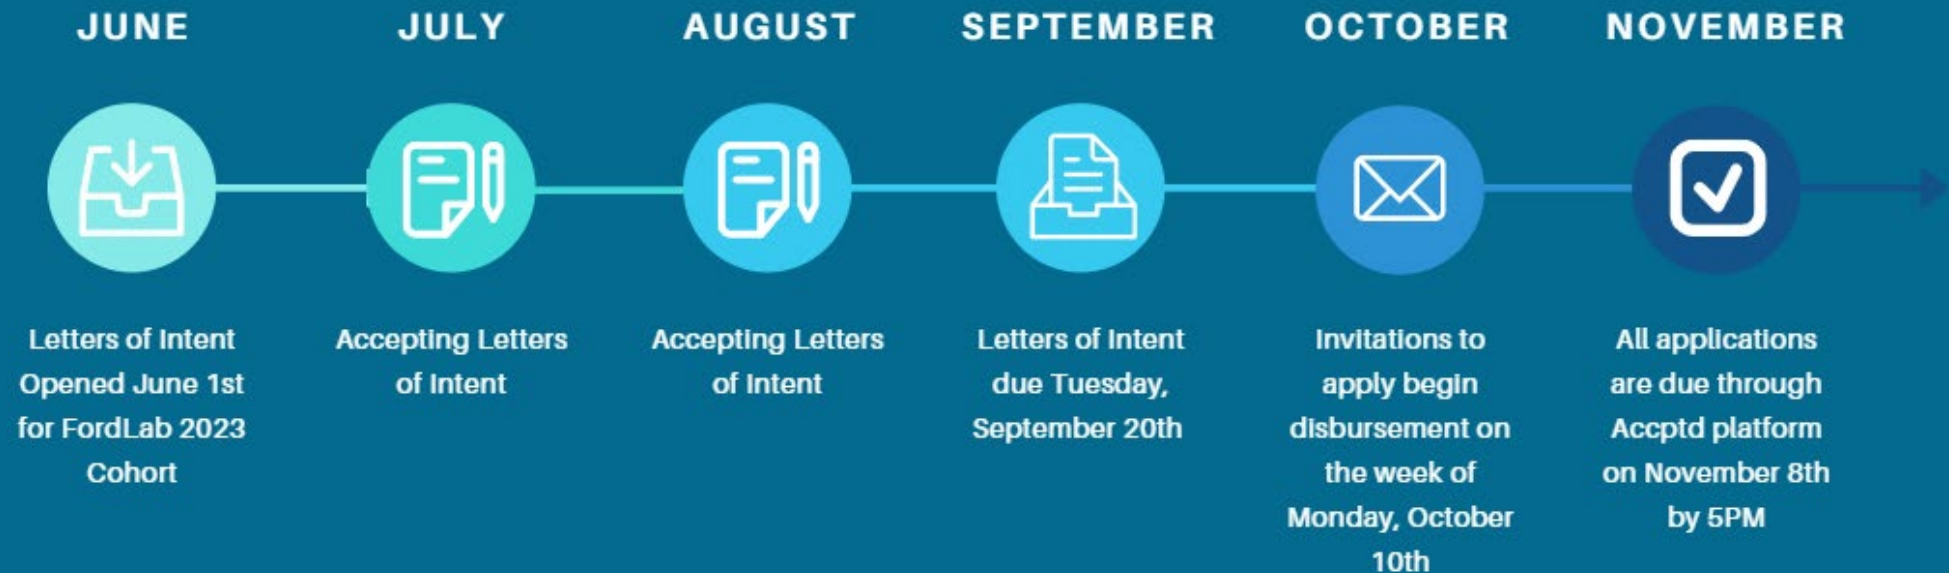 JUNE
JULY
AUGUST
SEPTEMBER
OCTOBER
NOVEMBER
Letters of Intent
Opened June 1st
for FordLab 2023
Cohort
Accepting Letters
of Intent
Accepting Letters
of Intent
Letters of Intent
due Tuesday,
September 20th
Invitations to
apply begin
disbursement on
the week of
Monday, October
10th
All applications
are due through
Accptd platform
on November 8th
by 5PM